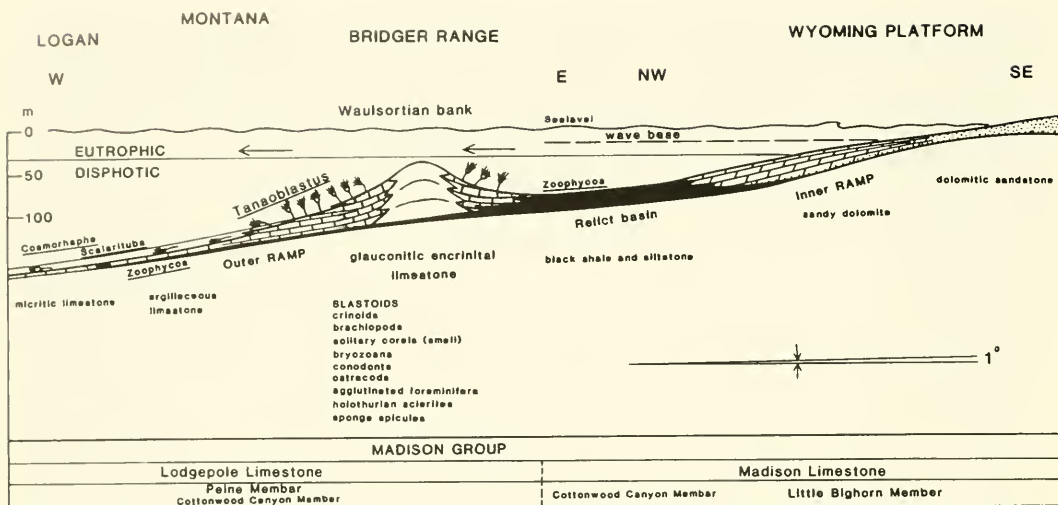 MONTANA
LOGAN
BRIDGER RANGE
WYOMING PLATFORM
W
E
NW
SE
m
Waulsortian bank
Sealevel
0
wave base
EUTROPHIC
DISPHOTIC
50
Tanaoblastus
Zoophycos
Inner RAMP
dolomitic sandstone
100
Relict basin
sandy dolomite
Cosmorhaphe
Scalarituba
Zoophycos
Outer RAMP
glauconitic encrinital
limestone
black shale and siltstone
micritic limestone
argillaceous
limestone
BLASTOIDS
crinoids
brachiopods
solitary corals (small)
bryozoans
conodonts
ostracods
agglutinated foraminifera
holothurian sclerites
sponge spicules
1°
MADISON GROUP
Lodgepole Limestone
Madison Limestone
Paine Member
Cottonwood Canyon Member
Cottonwood Canyon Member
Little Bighorn Member